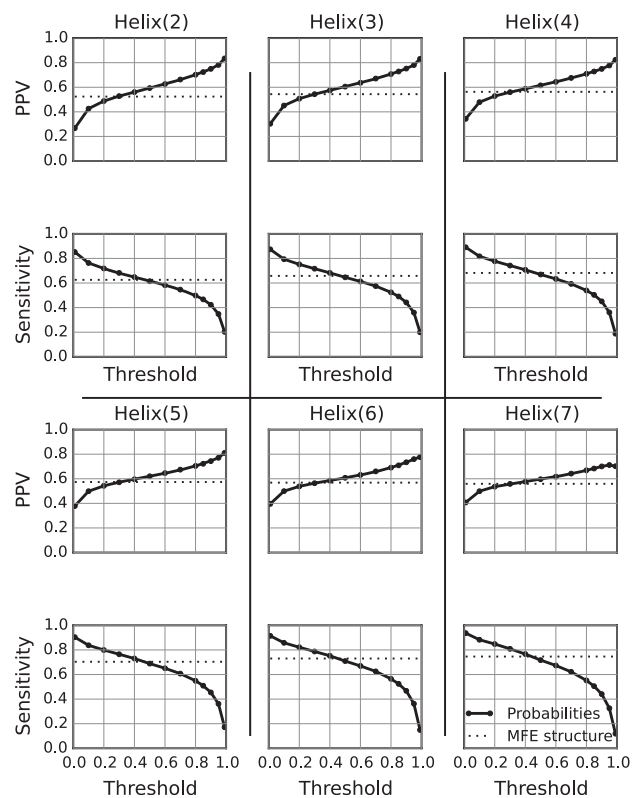 Helix(2) Helix(3) Helix(4)
PPV
1.0
0.8
0.6
0.4
0.2
0.0
Sensitivity
1.0
0.8
0.6
0.4
0.2
0.0
Threshold Threshold Threshold
Helix(5) Helix(6) Helix(7)
PPV
1.0
0.8
0.6
0.4
0.2
0.0
Sensitivity
1.0
0.8
0.6
0.4
0.2
0.0
Probabilities
MFE structure
0.0 0.2 0.4 0.6 0.8 1.0 0.0 0.2 0.4 0.6 0.8 1.0 0.0 0.2 0.4 0.6 0.8 1.0
Threshold Threshold Threshold